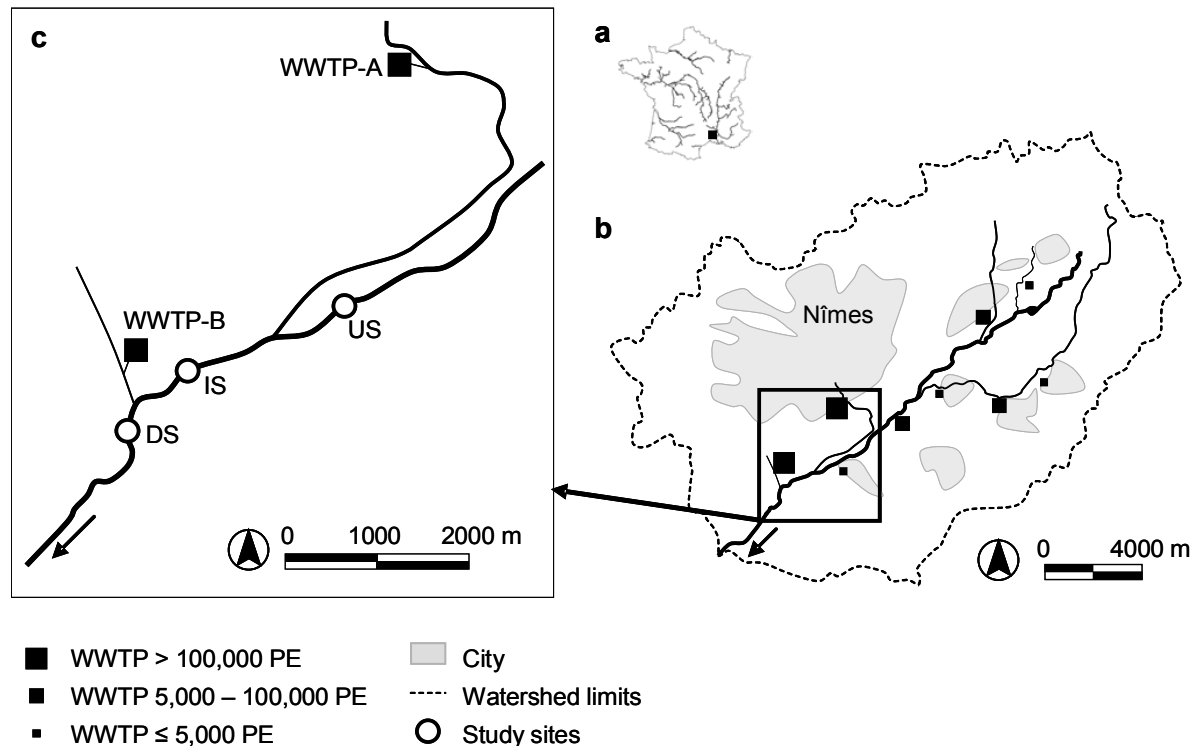 c
WWTP-A
US
WWTP-B
IS
DS
0 1000 2000 m
a
b
Nîmes
0 4000 m
WWTP > 100,000 PE
WWTP 5,000 – 100,000 PE
WWTP ≤ 5,000 PE
City
Watershed limits
Study sites